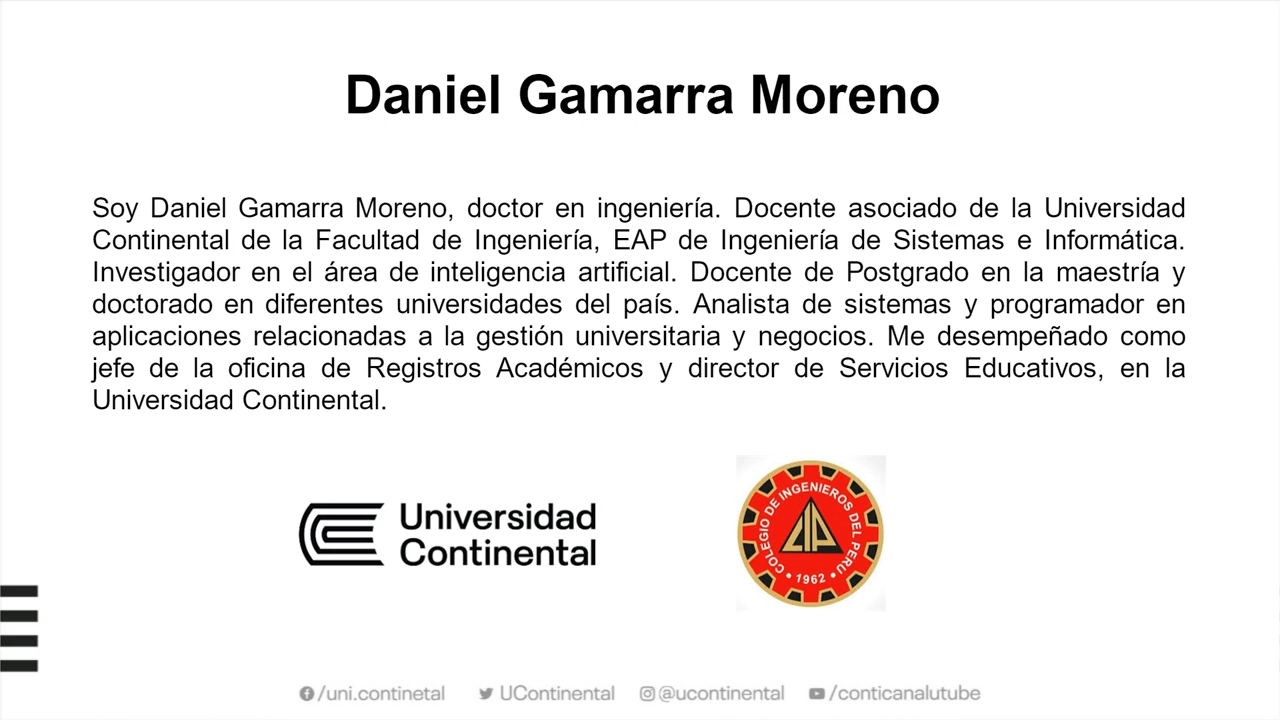 Daniel Gamarra Moreno
Soy Daniel Gamarra Moreno, doctor en ingeniería. Docente asociado de la Universidad
Continental de la Facultad de Ingeniería, EAP de Ingeniería de Sistemas e Informática.
Investigador en el área de inteligencia artificial. Docente de Postgrado en la maestría y
doctorado en diferentes universidades del país. Analista de sistemas y programador en
aplicaciones relacionadas a la gestión universitaria y negocios. Me desempeñado como
jefe de la oficina de Registros Académicos y director de Servicios Educativos, en la
Universidad Continental.
Universidad
Continental
COLEGIO DE INGENIEROS DEL PERU
CIP
• 1962 •
/uni.continetal UContinental @ucontinental /conticanalutube